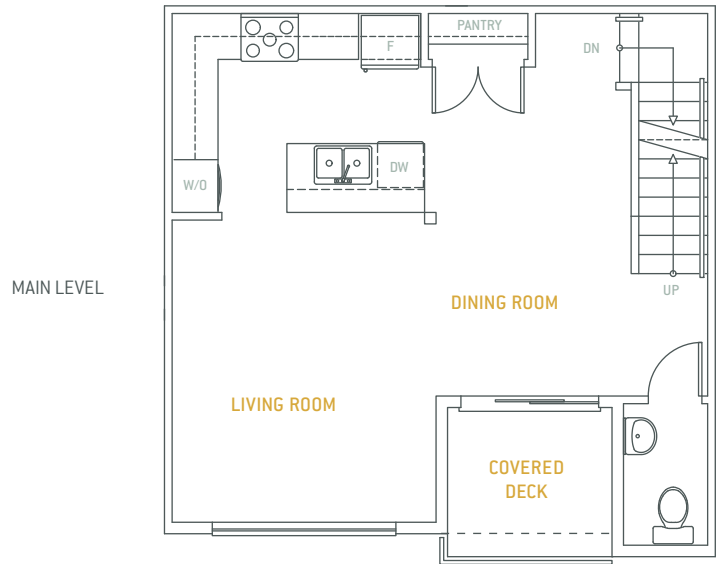 PANTRY
F
DN
DW
W/O
MAIN LEVEL
UP
DINING ROOM
LIVING ROOM
COVERED
DECK